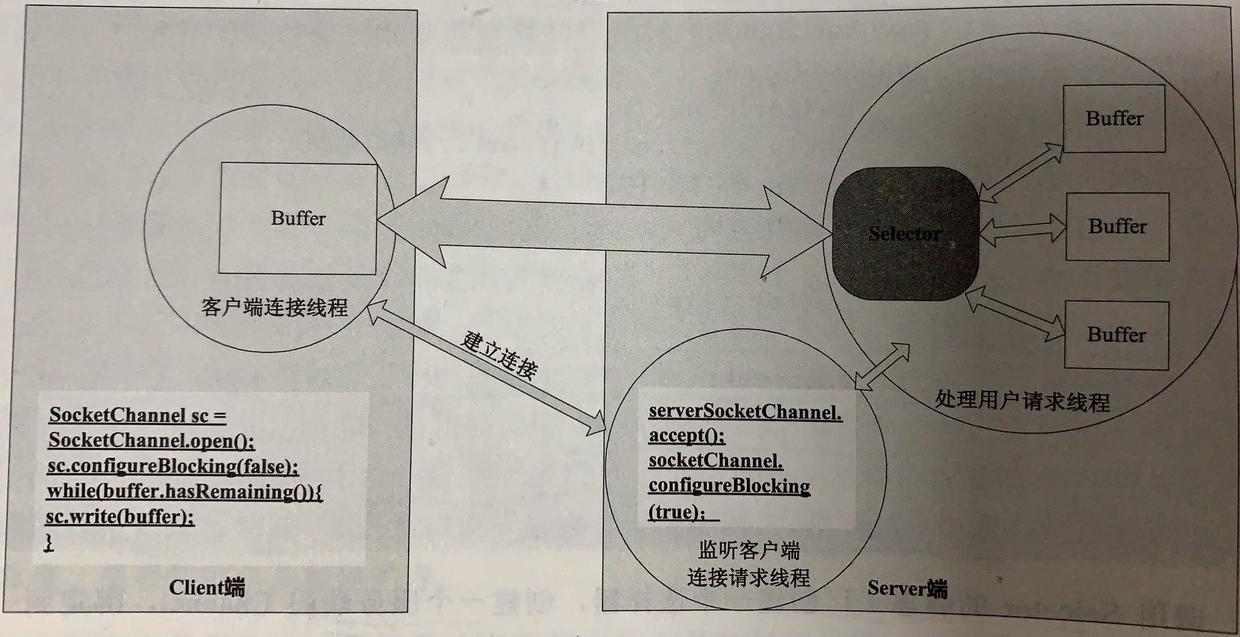 Buffer
客户端连接线程
SocketChannel sc =
SocketChannel.open();
sc.configureBlocking(false);
while(buffer.hasRemaining()){
sc.write(buffer);
}
Client端
建立连接
Selector
Buffer
Buffer
Buffer
处理用户请求线程
serverSocketChannel.
accept();
socketChannel.
configureBlocking
(true);
监听客户端
连接请求线程
Server端